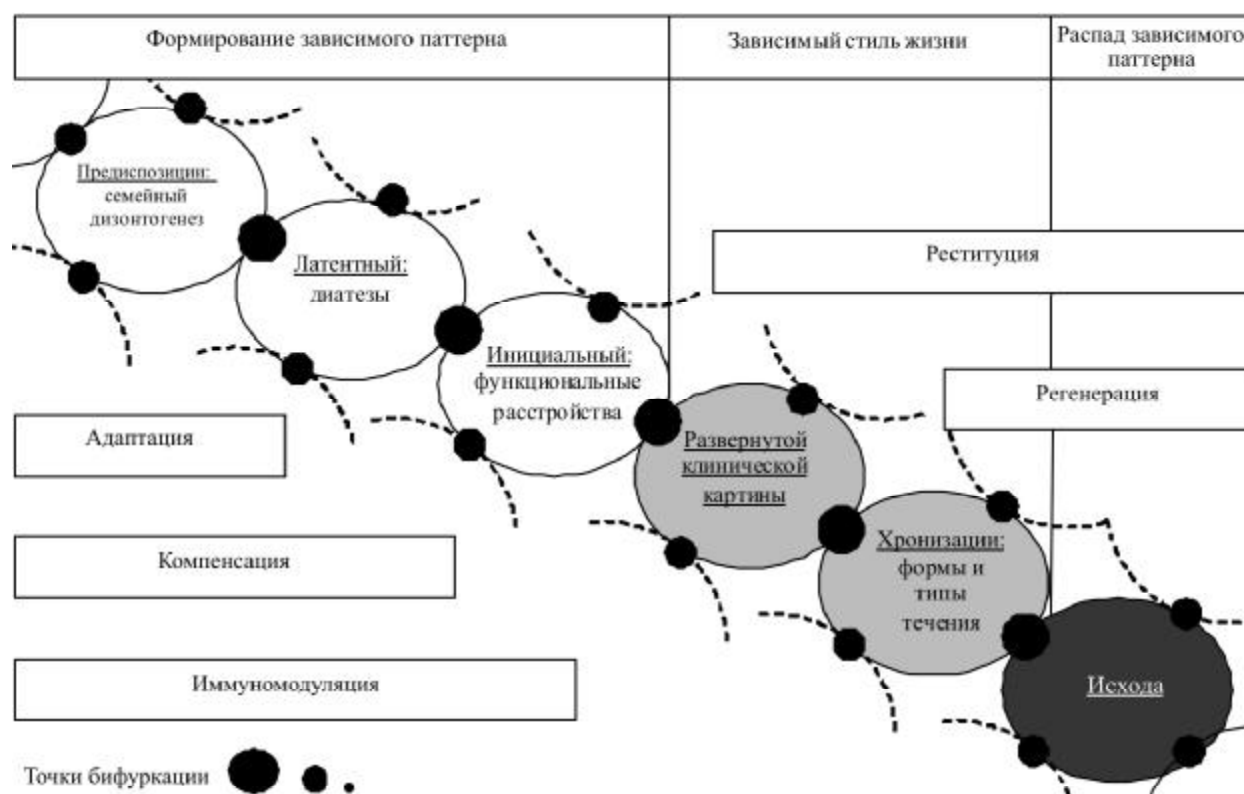 Формирование зависимого паттерна
Зависимый стиль жизни
Распад зависимого
паттерна
Предиспозиции:
семейный
дизонтогенез
Латентный:
диатезы
Реституция
Инициальный:
функциональные
расстройства
Регенерация
Адаптация
Развернутой
клинической
картины
Компенсация
Хронизации:
формы и
типы
течения
Иммуномодуляция
Исхода
Точки бифуркации